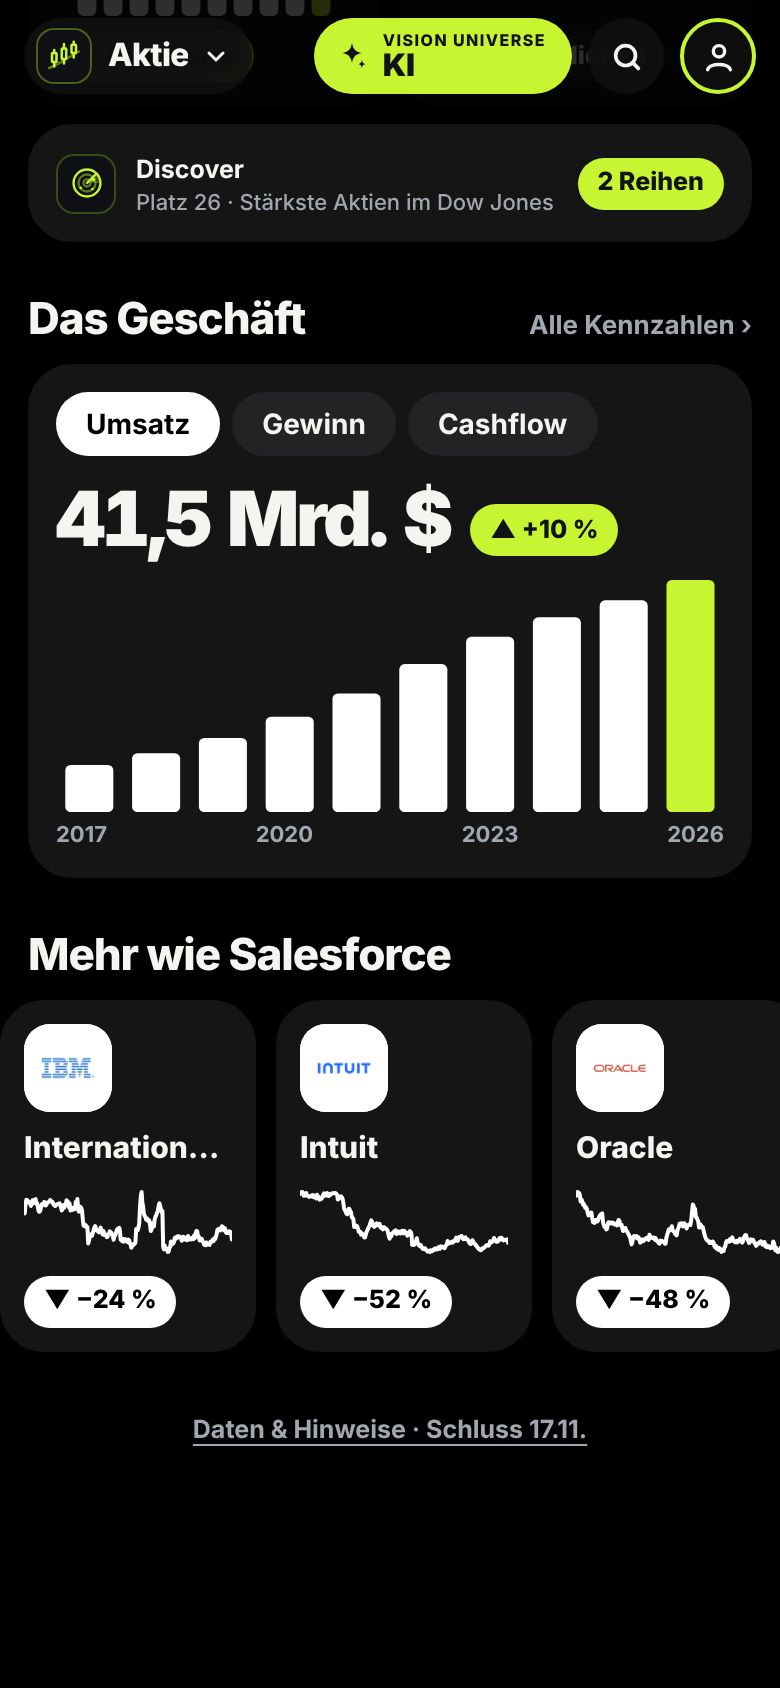 Aktie
VISION UNIVERSE
KI
Discover
Platz 26 · Stärkste Aktien im Dow Jones
2 Reihen
Das Geschäft
Alle Kennzahlen ›
Umsatz
Gewinn
Cashflow
41,5 Mrd. $
▲ +10 %
2017
2020
2023
2026
Mehr wie Salesforce
IBM
INTUIT
ORACLE
Internation...
Intuit
Oracle
▼ −24 %
▼ −52 %
▼ −48 %
Daten & Hinweise · Schluss 17.11.